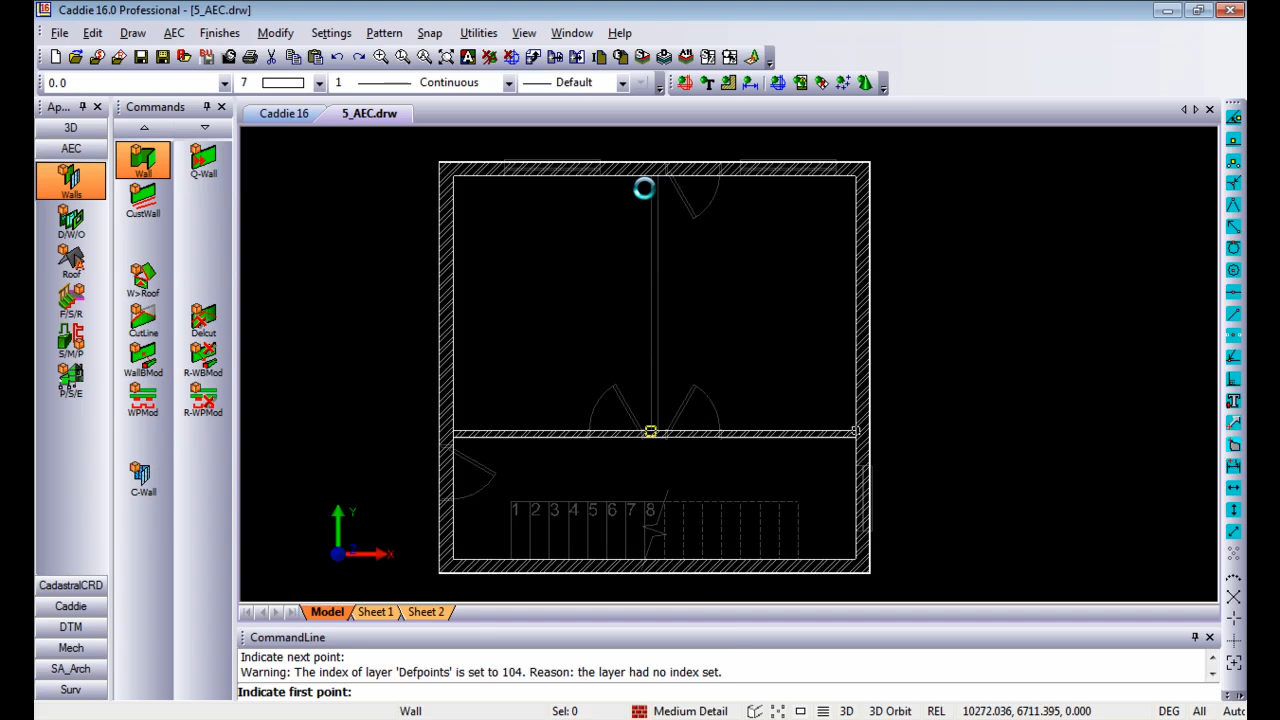 Caddie 16.0 Professional - [5_AEC.drw]
File Edit Draw AEC Finishes Modify Settings Pattern Snap Utilities View Window Help
0.0 7 1 Continuous Default
Ap... Commands Caddie 16 5_AEC.drw
3D
AEC
Wall Q-Wall
Walls
CustWall
D/W/O
Roof
W>Roof
F/S/R
CutLine Delcut
S/M/P
WallBMod R-WBMod
P/S/E
WPMod R-WPMod
C-Wall
1 2 3 4 5 6 7 8
Y
Z X
CadastralCRD
Caddie
DTM
Mech
SA_Arch
Surv
Model Sheet 1 Sheet 2
CommandLine
Indicate next point:
Warning: The index of layer 'Defpoints' is set to 104. Reason: the layer had no index set.
Indicate first point:
Wall Sel: 0 Medium Detail 3D 3D Orbit REL 10272.036, 6711.395, 0.000 DEG All Auto